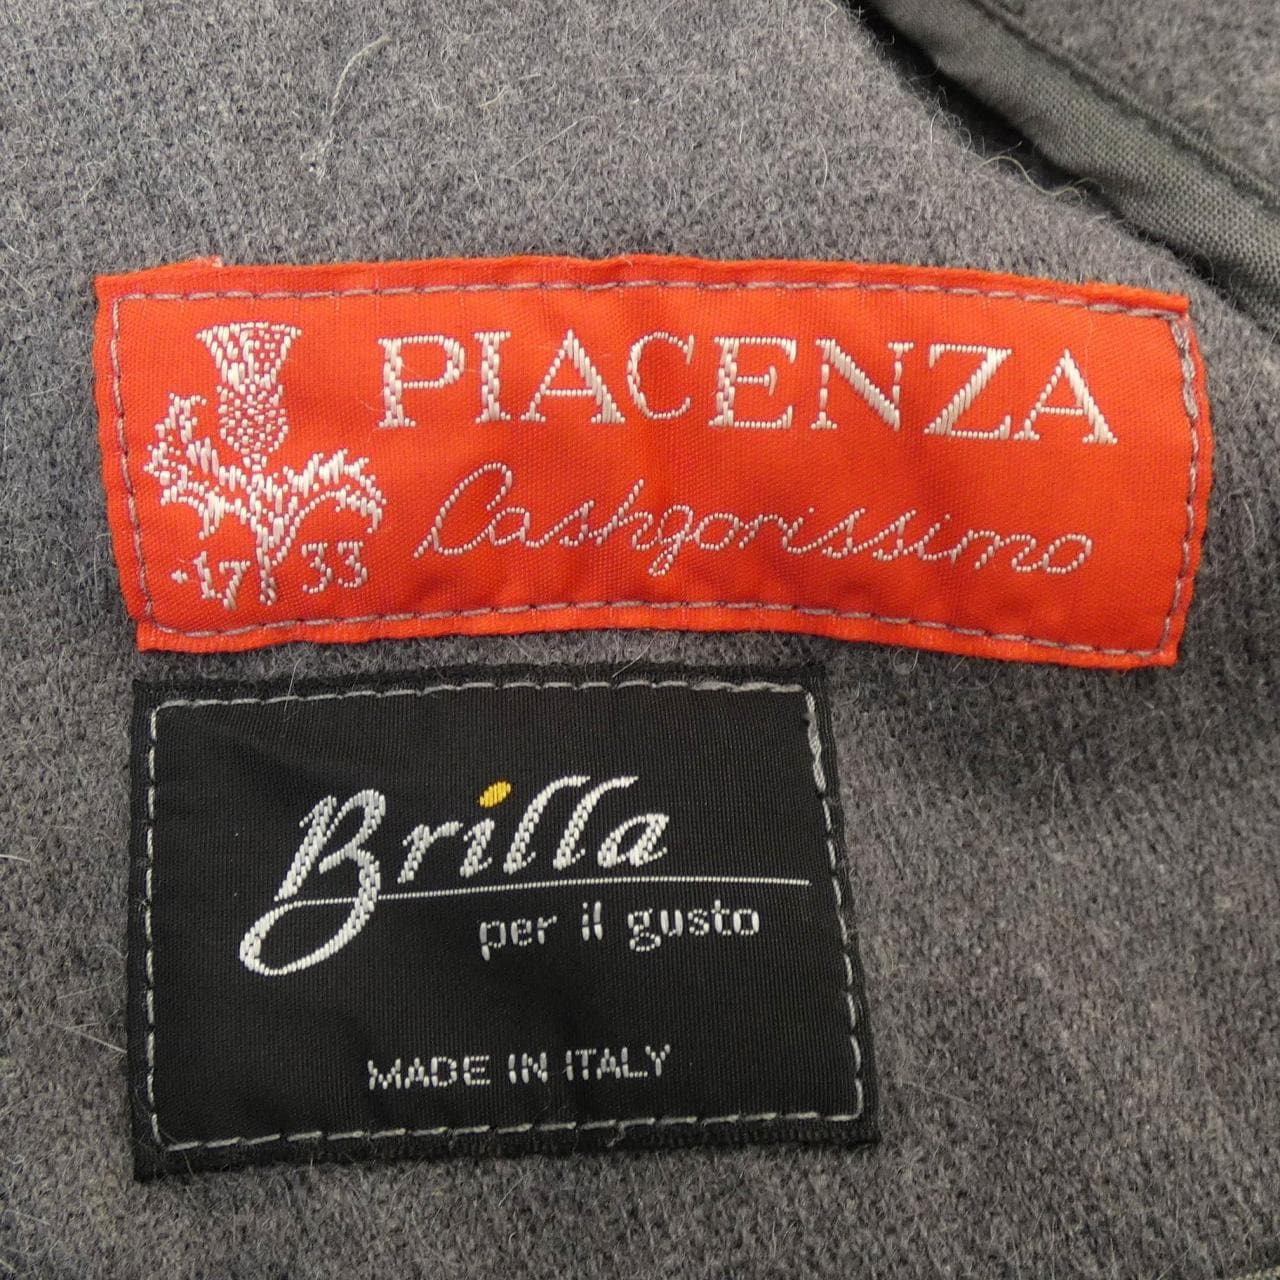 PIACENZA
Cashgorissimo
·17 33
Brilla
per il gusto
MADE IN ITALY